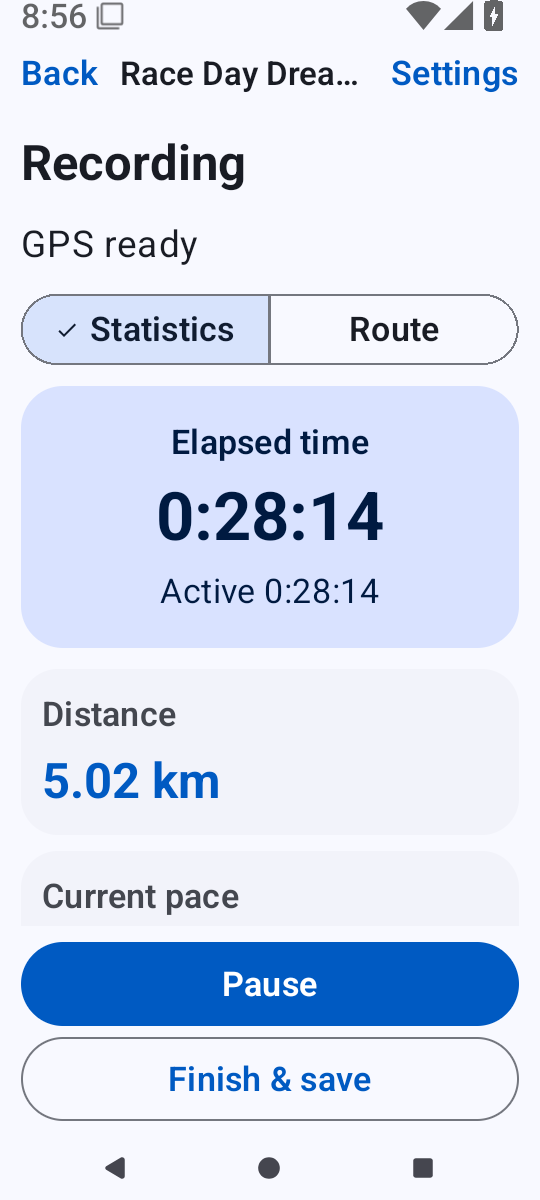 8:56
Back Race Day Drea... Settings
Recording
GPS ready
Statistics Route
Elapsed time
0:28:14
Active 0:28:14
Distance
5.02 km
Current pace
Pause
Finish & save